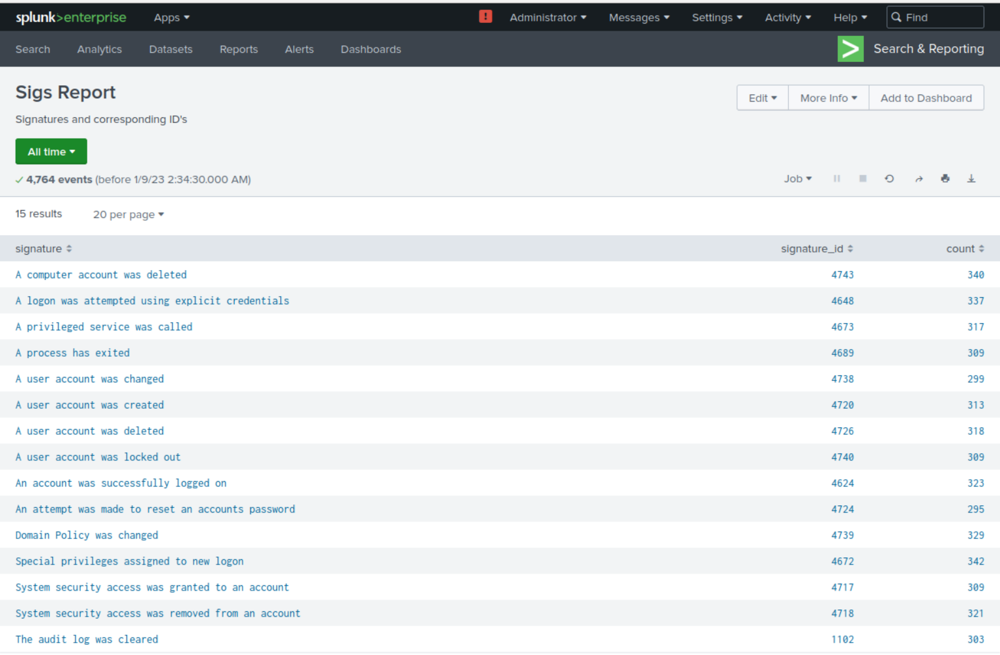 splunk>enterprise Apps Administrator Messages Settings Activity Help Find
Search Analytics Datasets Reports Alerts Dashboards Search & Reporting
Sigs Report
Edit More Info Add to Dashboard
Signatures and corresponding ID's
All time
4,764 events (before 1/9/23 2:34:30.000 AM) Job
15 results 20 per page
signature signature_id count
A computer account was deleted 4743 340
A logon was attempted using explicit credentials 4648 337
A privileged service was called 4673 317
A process has exited 4689 309
A user account was changed 4738 299
A user account was created 4720 313
A user account was deleted 4726 318
A user account was locked out 4740 309
An account was successfully logged on 4624 323
An attempt was made to reset an accounts password 4724 295
Domain Policy was changed 4739 329
Special privileges assigned to new logon 4672 342
System security access was granted to an account 4717 309
System security access was removed from an account 4718 321
The audit log was cleared 1102 303